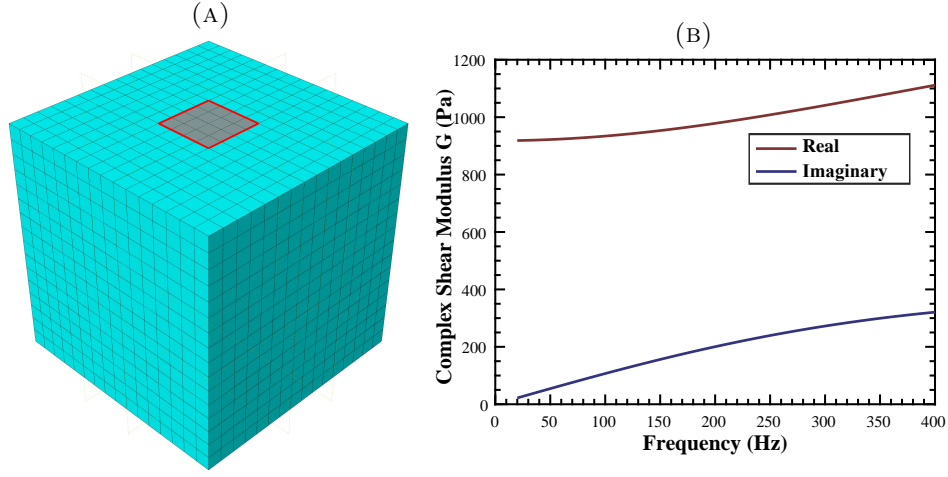 (A)
(B)
Complex Shear Modulus G (Pa)
1200
1000
800
600
400
200
0
Real
Imaginary
0 50 100 150 200 250 300 350 400
Frequency (Hz)